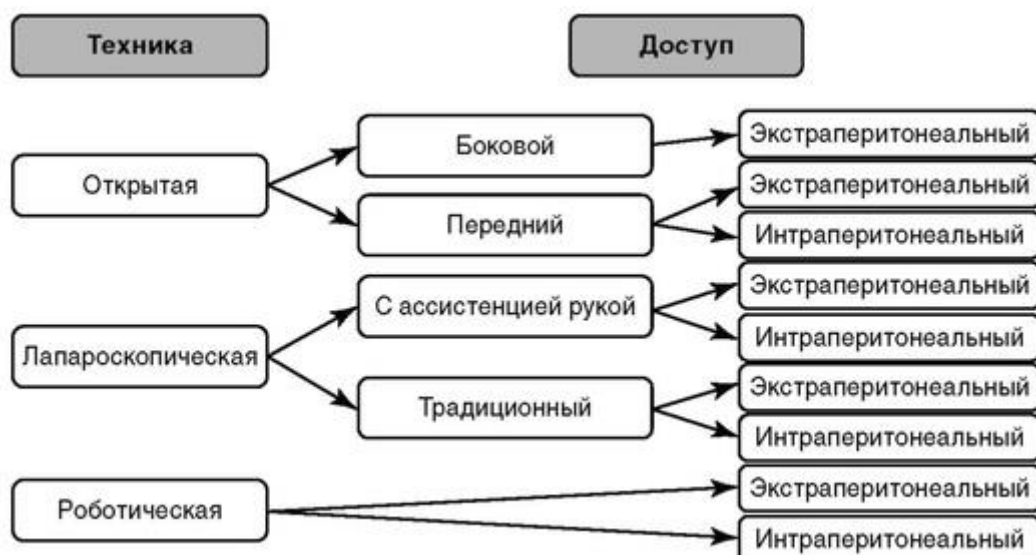 Техника
Доступ
Боковой
Экстраперитонеальный
Открытая
Экстраперитонеальный
Передний
Интраперитонеальный
С ассистенцией рукой
Экстраперитонеальный
Лапароскопическая
Интраперитонеальный
Традиционный
Экстраперитонеальный
Интраперитонеальный
Роботическая
Экстраперитонеальный
Интраперитонеальный